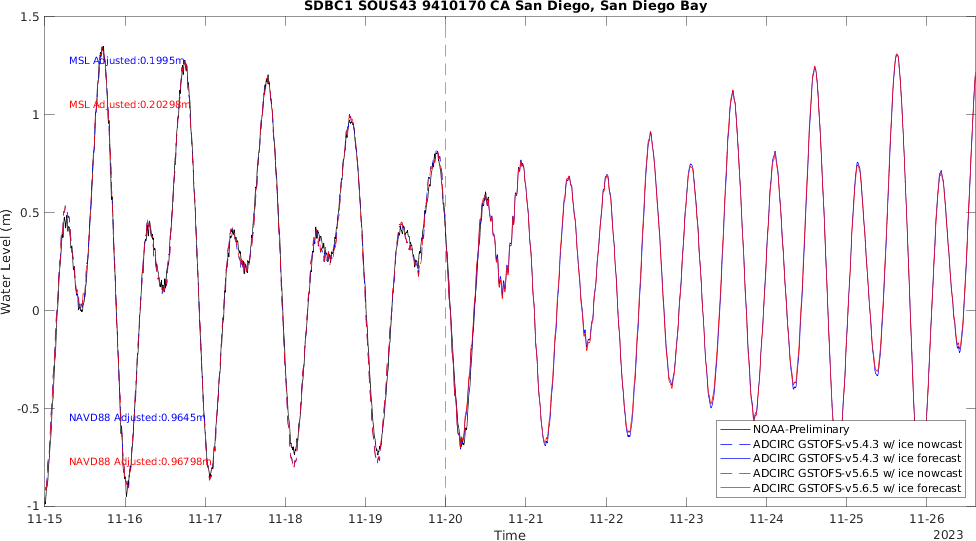 SDBC1 SOUS43 9410170 CA San Diego, San Diego Bay
1.5
MSL Adjusted:0.1995m
MSL Adjusted:0.20298m
1
0.5
Water Level (m)
0
-0.5
NAVD88 Adjusted:0.9645m
NAVD88 Adjusted:0.96798m
NOAA-Preliminary
ADCIRC GSTOFS-v5.4.3 w/ ice nowcast
ADCIRC GSTOFS-v5.4.3 w/ ice forecast
ADCIRC GSTOFS-v5.6.5 w/ ice nowcast
ADCIRC GSTOFS-v5.6.5 w/ ice forecast
-1
11-15 11-16 11-17 11-18 11-19 11-20 11-21 11-22 11-23 11-24 11-25 11-26
Time
2023